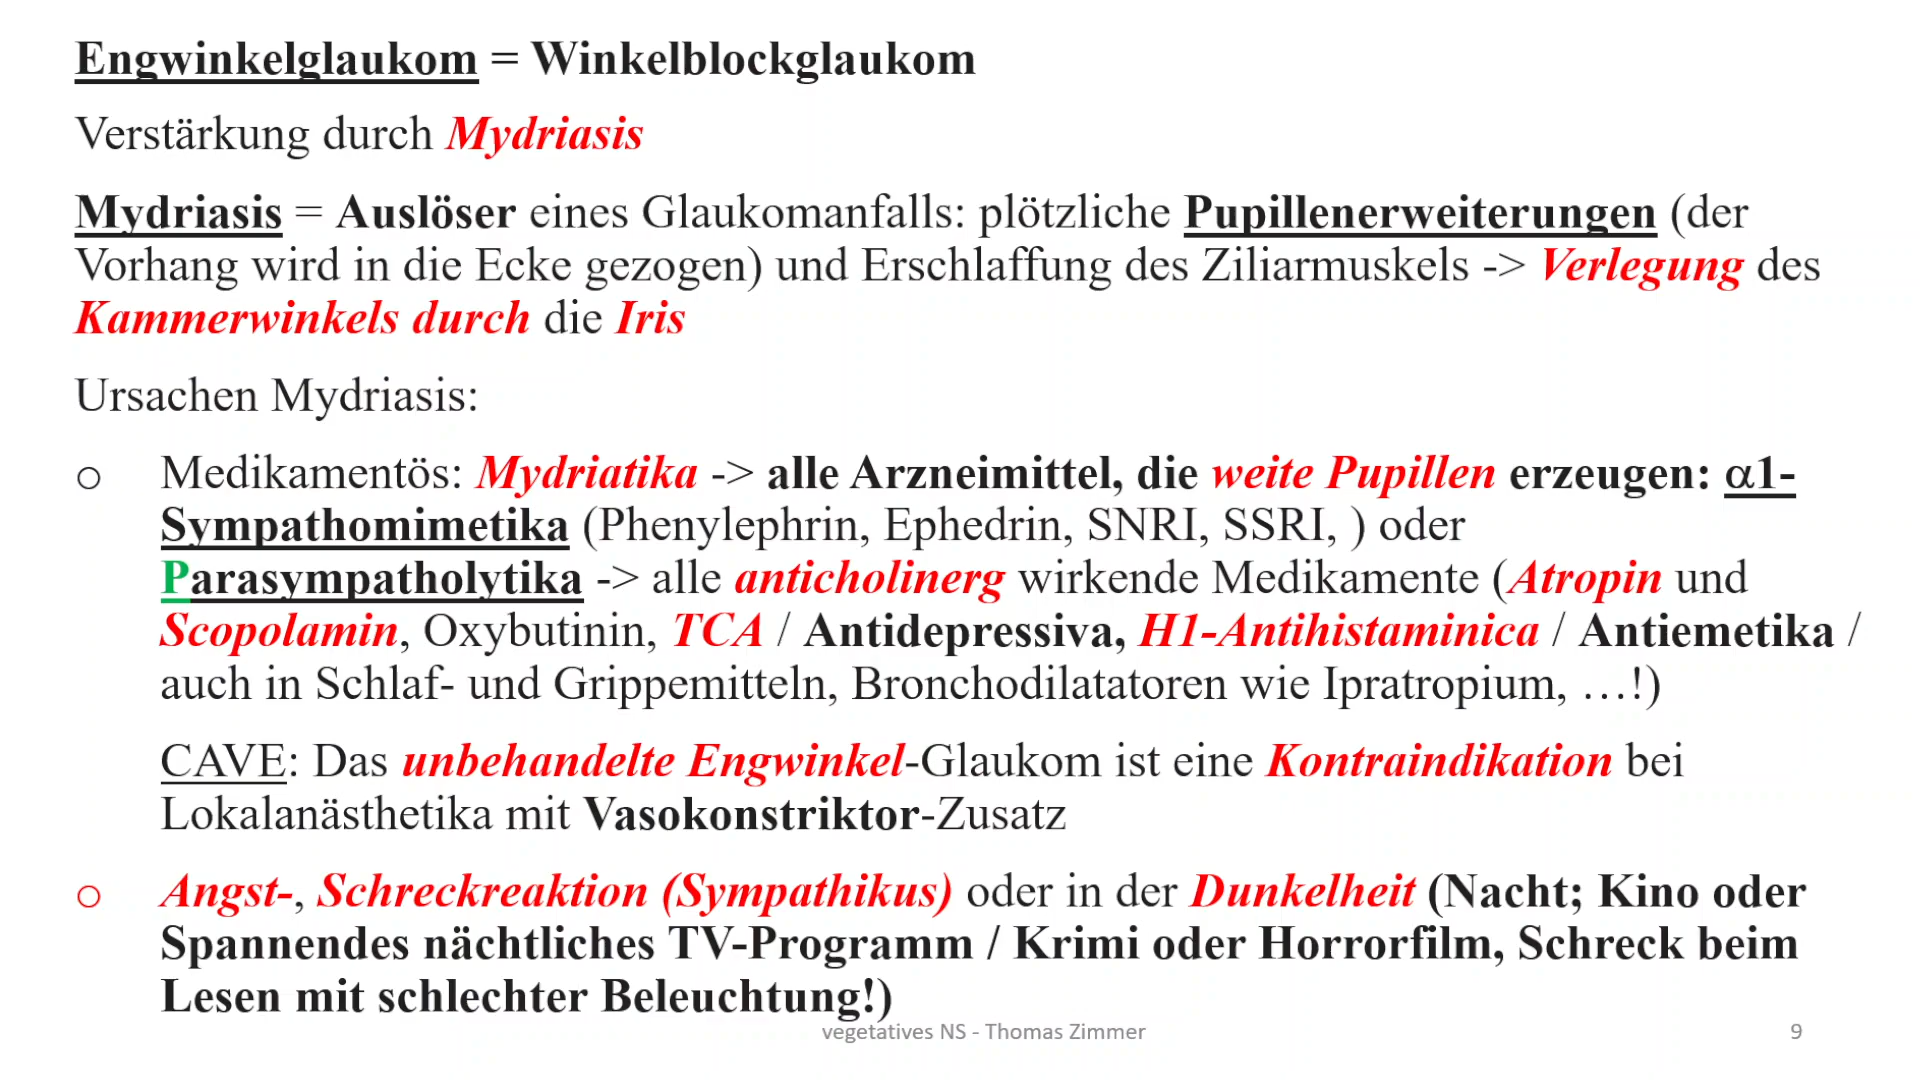 Engwinkelglaukom = Winkelblockglaukom
Verstärkung durch Mydriasis
Mydriasis = Auslöser eines Glaukomanfalls: plötzliche Pupillenerweiterungen (der
Vorhang wird in die Ecke gezogen) und Erschlaffung des Ziliarmuskels -> Verlegung des
Kammerwinkels durch die Iris
Ursachen Mydriasis:
o Medikamentös: Mydriatika -> alle Arzneimittel, die weite Pupillen erzeugen: α1-
Sympathomimetika (Phenylephrin, Ephedrin, SNRI, SSRI, ) oder
Parasympatholytika -> alle anticholinerg wirkende Medikamente (Atropin und
Scopolamin, Oxybutinin, TCA / Antidepressiva, H1-Antihistaminica / Antiemetika /
auch in Schlaf- und Grippemitteln, Bronchodilatatoren wie Ipratropium, …!)
CAVE: Das unbehandelte Engwinkel-Glaukom ist eine Kontraindikation bei
Lokalanästhetika mit Vasokonstriktor-Zusatz
o Angst-, Schreckreaktion (Sympathikus) oder in der Dunkelheit (Nacht; Kino oder
Spannendes nächtliches TV-Programm / Krimi oder Horrorfilm, Schreck beim
Lesen mit schlechter Beleuchtung!)
vegetatives NS - Thomas Zimmer 9